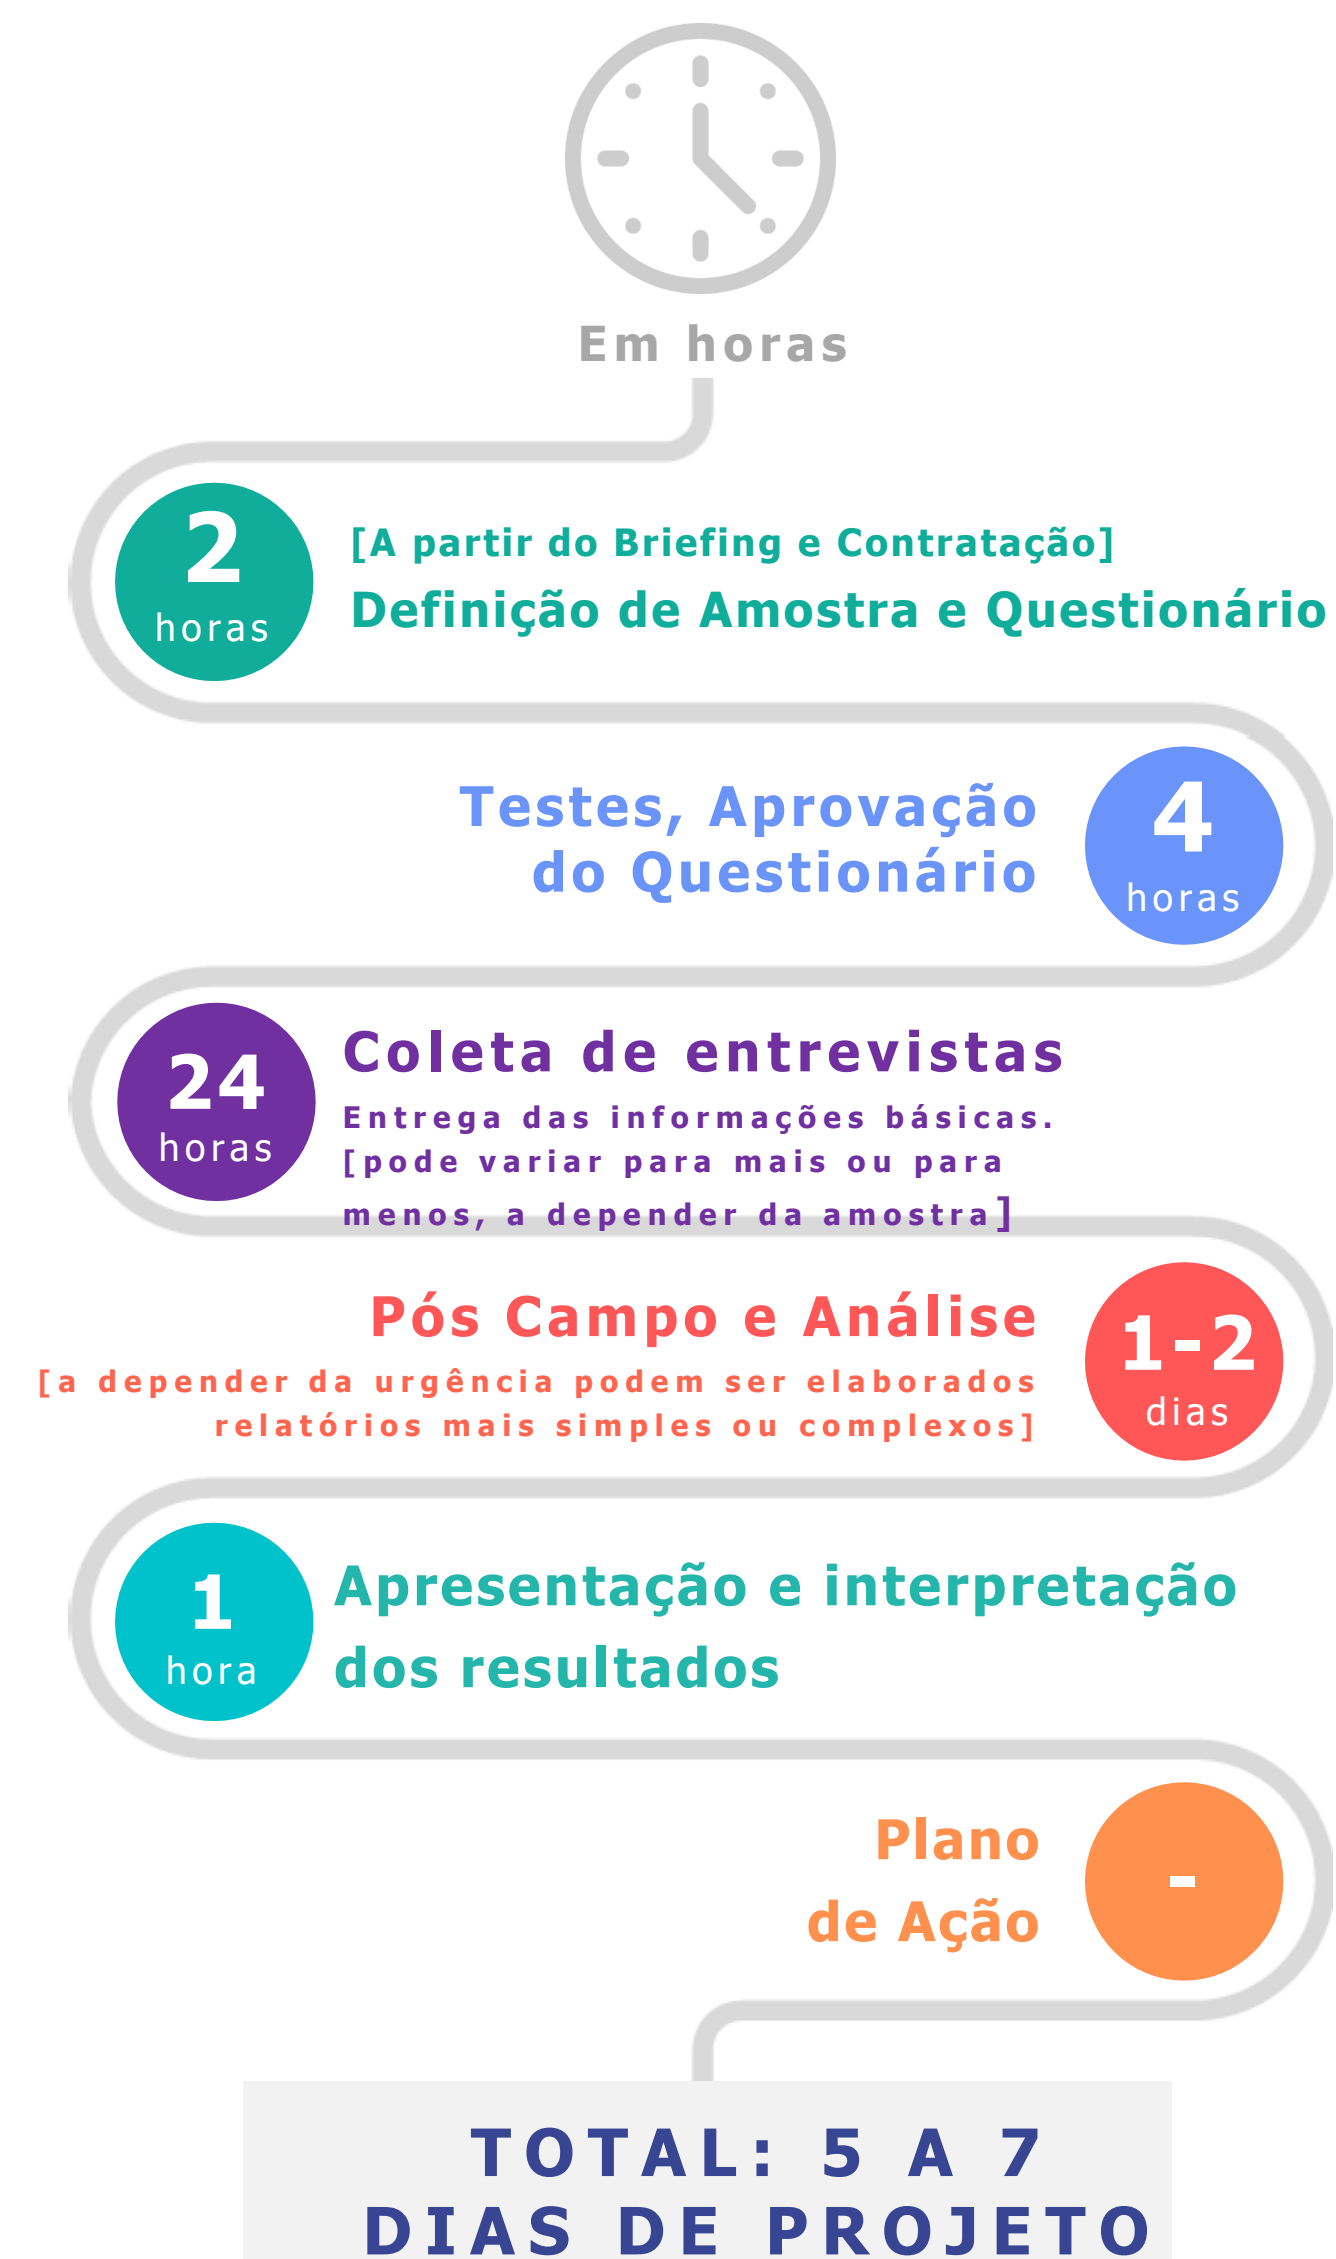 Em horas
2
horas
[A partir do Briefing e Contratação]
Definição de Amostra e Questionário
Testes, Aprovação
do Questionário
4
horas
24
horas
Coleta de entrevistas
Entrega das informações básicas.
[pode variar para mais ou para
menos, a depender da amostra]
Pós Campo e Análise
[a depender da urgência podem ser elaborados
relatórios mais simples ou complexos]
1-2
dias
1
hora
Apresentação e interpretação
dos resultados
Plano
de Ação
-
TOTAL: 5 A 7
DIAS DE PROJETO